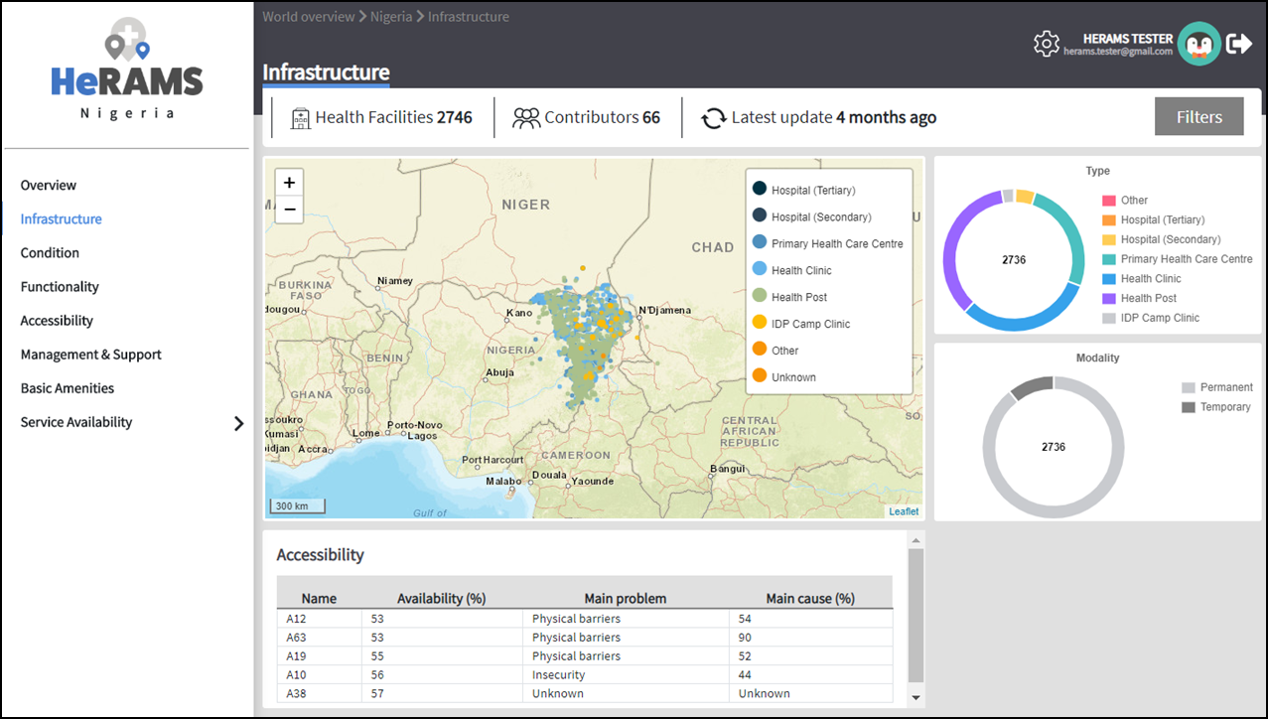 HeRAMS
Nigeria
Overview
Infrastructure
Condition
Functionality
Accessibility
Management & Support
Basic Amenities
Service Availability
World overview > Nigeria > Infrastructure
Infrastructure
HERAMS TESTER
herams.tester@gmail.com
Health Facilities 2746
Contributors 66
Latest update 4 months ago
Filters
+
−
NIGER
CHAD
Niamey
BURKINA
FASO
dougou
Kano
N'Djamena
NIGERIA
BENIN
Abuja
GHANA
TOGO
ssoukro
Kumasi
Porto-Novo
Lome
Lagos
bidjan
Accra
CENTRAL
AFRICAN
REPUBLIC
SO
CAMEROON
Port Harcourt
Bangui
Malabo
Douala
Yaounde
300 km
Gulf of
Leaflet
Hospital (Tertiary)
Hospital (Secondary)
Primary Health Care Centre
Health Clinic
Health Post
IDP Camp Clinic
Other
Unknown
Type
2736
Other
Hospital (Tertiary)
Hospital (Secondary)
Primary Health Care Centre
Health Clinic
Health Post
IDP Camp Clinic
Modality
2736
Permanent
Temporary
Accessibility
Name Availability (%) Main problem Main cause (%)
A12 53 Physical barriers 54
A63 53 Physical barriers 90
A19 55 Physical barriers 52
A10 56 Insecurity 44
A38 57 Unknown Unknown